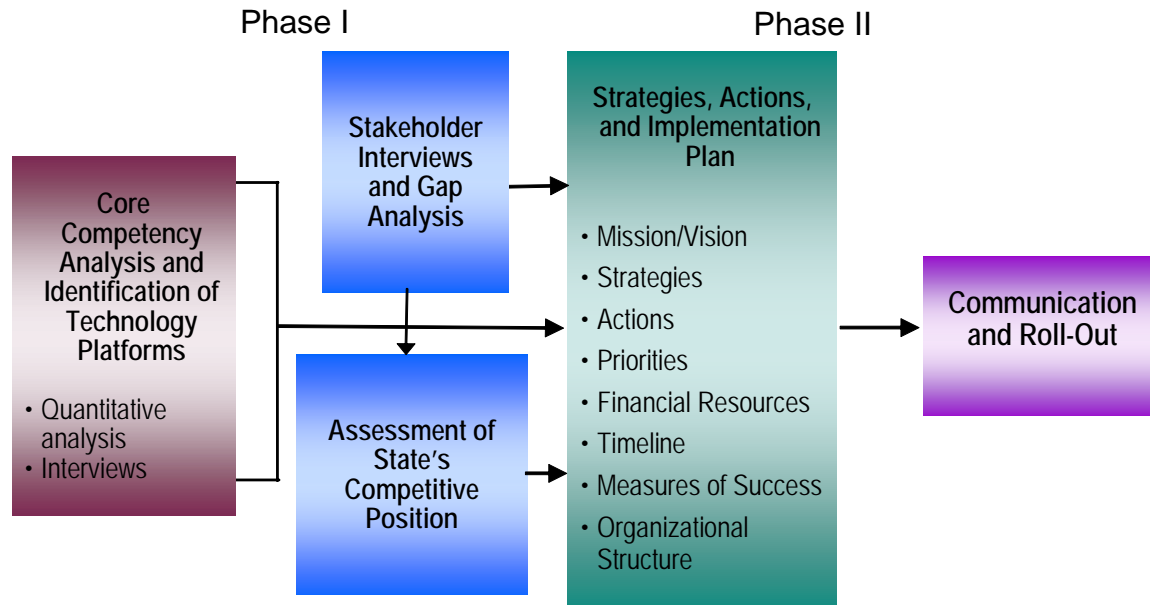 Phase I
Phase II
Core
Competency
Analysis and
Identification of
Technology
Platforms
• Quantitative
analysis
• Interviews
Stakeholder
Interviews
and Gap
Analysis
Assessment of
State's
Competitive
Position
Strategies, Actions,
and Implementation
Plan
• Mission/Vision
• Strategies
• Actions
• Priorities
• Financial Resources
• Timeline
• Measures of Success
• Organizational
Structure
Communication
and Roll-Out